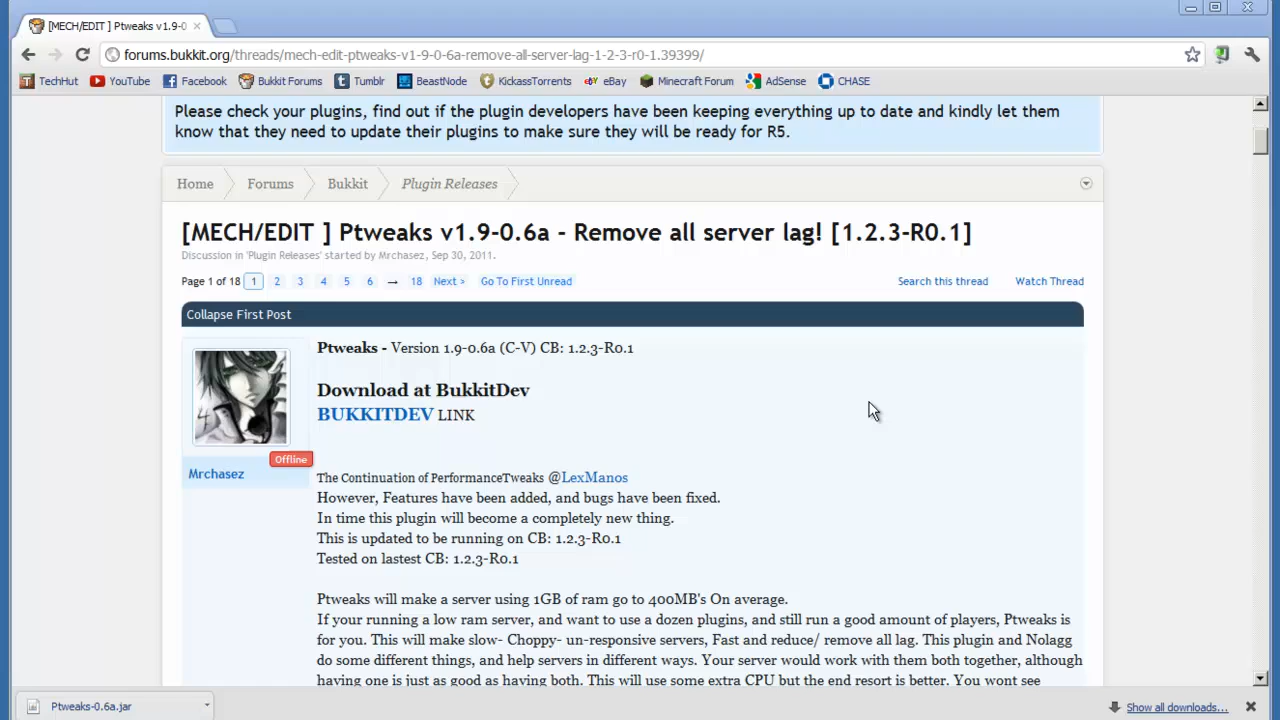 [MECH/EDIT ] Ptweaks v1.9-0
forums.bukkit.org/threads/mech-edit-ptweaks-v1-9-0-6a-remove-all-server-lag-1-2-3-r0-1.39399/
TechHut YouTube Facebook Bukkit Forums Tumblr BeastNode KickassTorrents eBay Minecraft Forum AdSense CHASE
Please check your plugins, find out if the plugin developers have been keeping everything up to date and kindly let them
know that they need to update their plugins to make sure they will be ready for R5.
Home Forums Bukkit Plugin Releases
[MECH/EDIT ] Ptweaks v1.9-0.6a - Remove all server lag! [1.2.3-R0.1]
Discussion in 'Plugin Releases' started by Mrchasez, Sep 30, 2011.
Page 1 of 18 1 2 3 4 5 6 → 18 Next > Go To First Unread Search this thread Watch Thread
Collapse First Post
Ptweaks - Version 1.9-0.6a (C-V) CB: 1.2.3-R0.1
Download at BukkitDev
BUKKITDEV LINK
Offline
Mrchasez
The Continuation of PerformanceTweaks @LexManos
However, Features have been added, and bugs have been fixed.
In time this plugin will become a completely new thing.
This is updated to be running on CB: 1.2.3-R0.1
Tested on lastest CB: 1.2.3-R0.1
Ptweaks will make a server using 1GB of ram go to 400MB's On average.
If your running a low ram server, and want to use a dozen plugins, and still run a good amount of players, Ptweaks is
for you. This will make slow- Choppy- un-responsive servers, Fast and reduce/ remove all lag. This plugin and Nolagg
do some different things, and help servers in different ways. Your server would work with them both together, although
having one is just as good as having both. This will use some extra CPU but the end resort is better. You wont see
Ptweaks-0.6a.jar
Show all downloads...